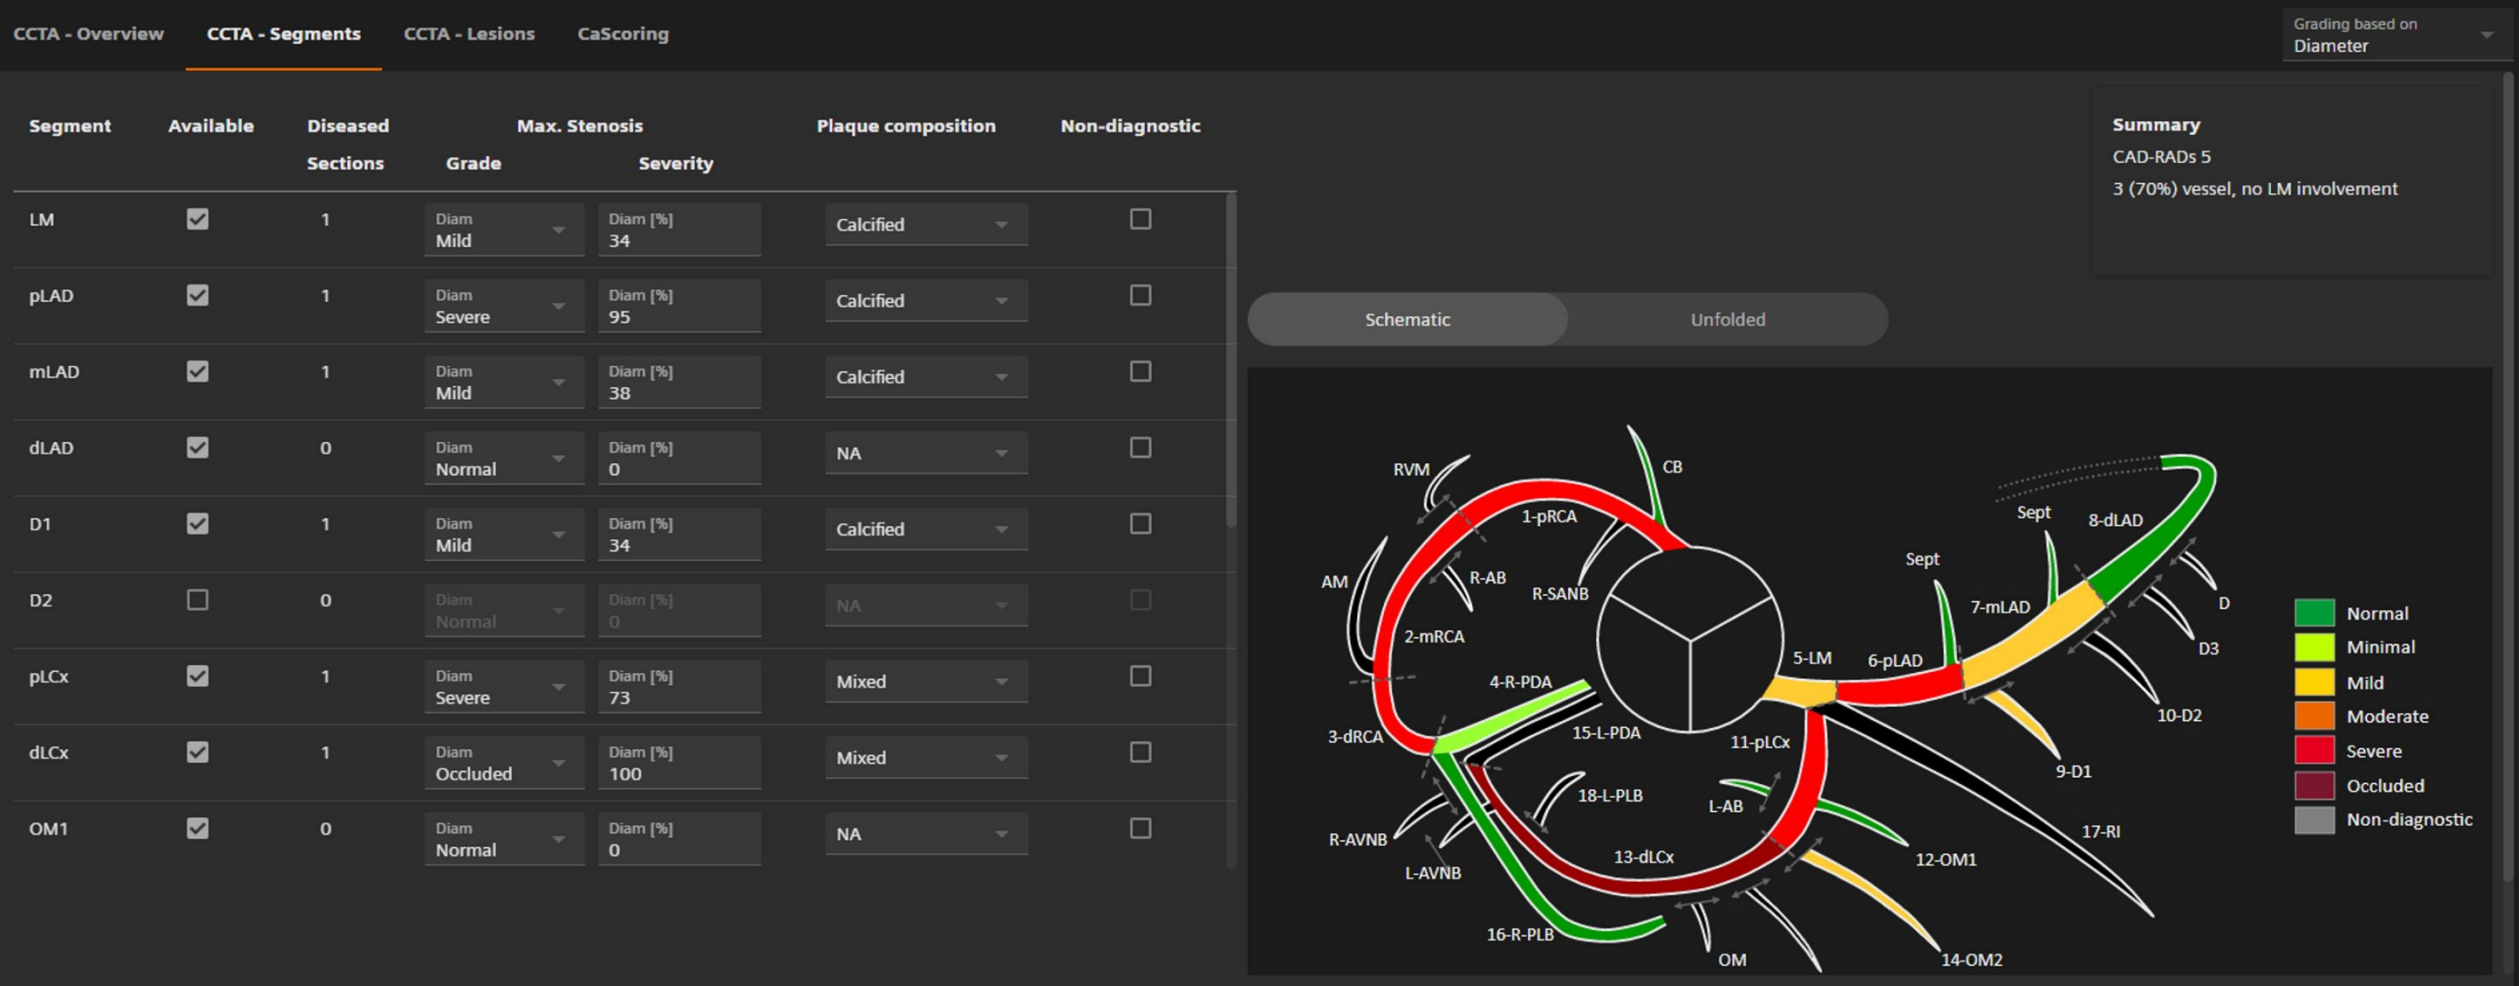 CCTA - Overview CCTA - Segments CCTA - Lesions CaScoring
Grading based on
Diameter
Segment Available Diseased Max. Stenosis Plaque composition Non-diagnostic
Sections Grade Severity
LM 1 Diam Mild Diam [%] 34 Calcified
pLAD 1 Diam Severe Diam [%] 95 Calcified
mLAD 1 Diam Mild Diam [%] 38 Calcified
dLAD 0 Diam Normal Diam [%] 0 NA
D1 1 Diam Mild Diam [%] 34 Calcified
D2 0 Diam Normal Diam [%] 0 NA
pLCx 1 Diam Severe Diam [%] 73 Mixed
dLCx 1 Diam Occluded Diam [%] 100 Mixed
OM1 0 Diam Normal Diam [%] 0 NA
Summary
CAD-RADs 5
3 (70%) vessel, no LM involvement
Schematic Unfolded
RVM
CB
1-pRCA
Sept
8-dLAD
Sept
AM
R-AB
R-SANB
7-mLAD
D
2-mRCA
D3
5-LM
6-pLAD
4-R-PDA
10-D2
3-dRCA
15-L-PDA
11-pLCx
9-D1
18-L-PLB
L-AB
17-RI
R-AVNB
13-dLCx
12-OM1
L-AVNB
16-R-PLB
OM
14-OM2
Normal
Minimal
Mild
Moderate
Severe
Occluded
Non-diagnostic